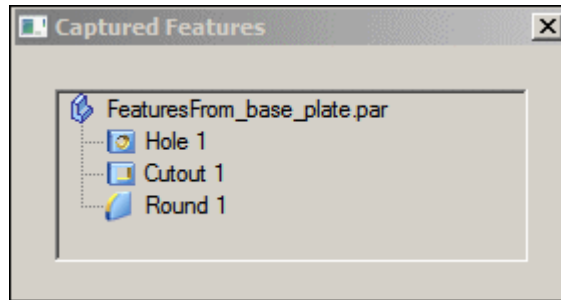 Captured Features
FeaturesFrom_base_plate.par
Hole 1
Cutout 1
Round 1